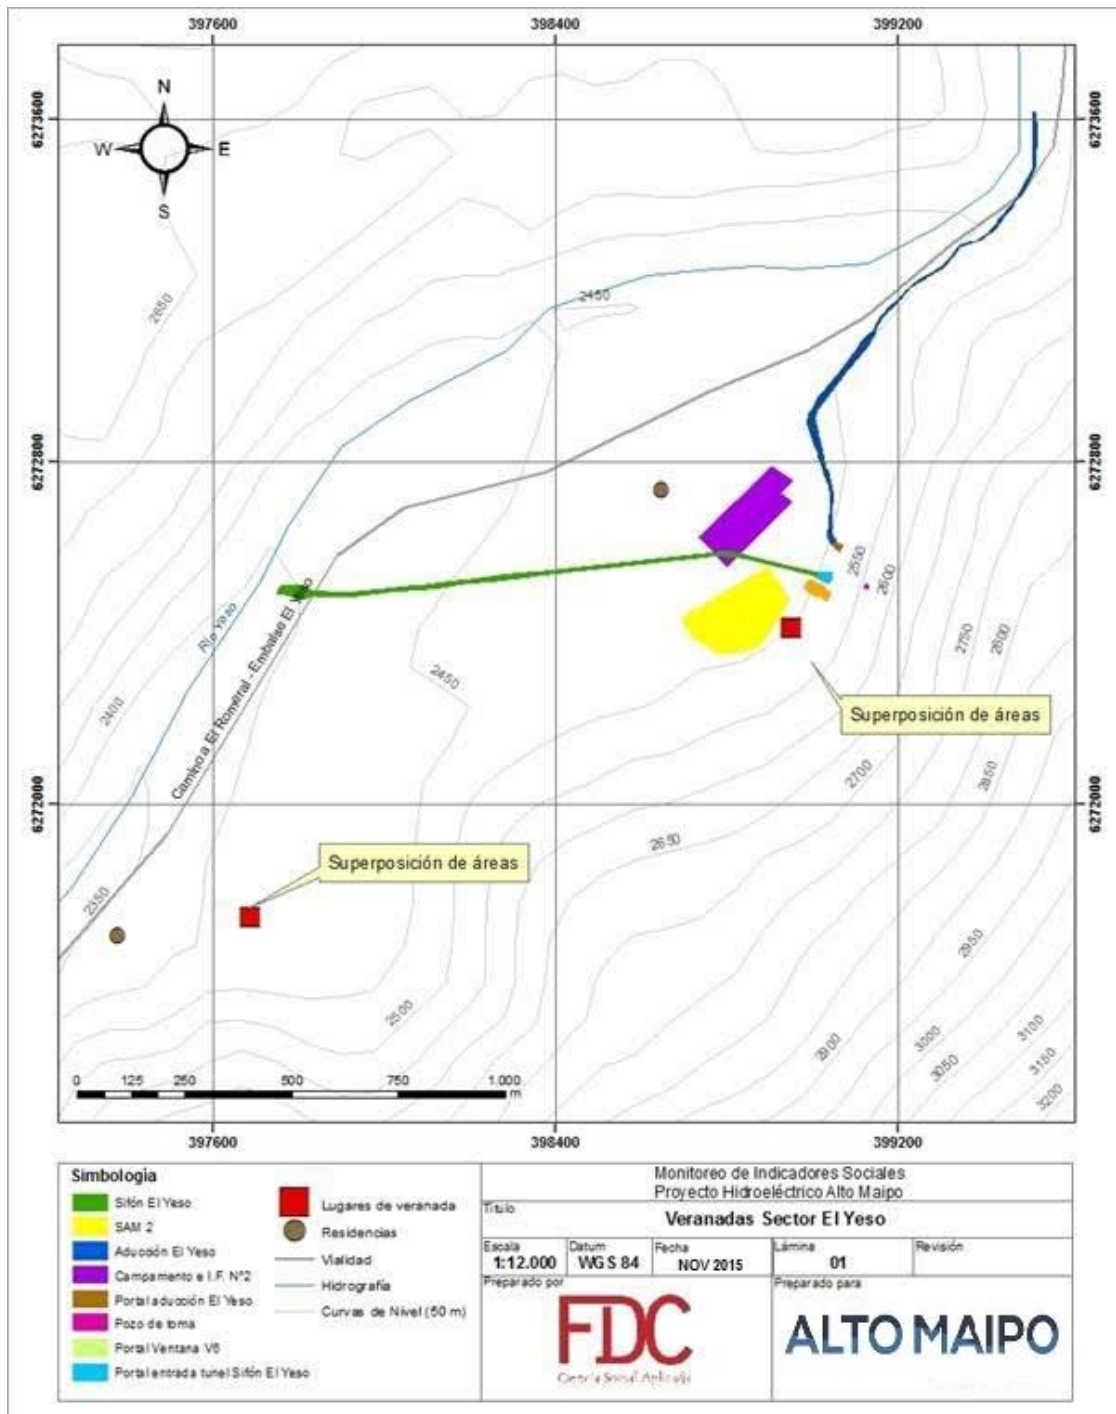 397600
398400
399200
6273600
6273600
N
W
E
S
2650
2450
6272800
6272800
2550
2600
2750
2800
Río Yeso
Camino a El Romeral - Embalse El Yeso
2450
2400
Superposición de áreas
2700
2850
6272000
6272000
2650
Superposición de áreas
2350
2950
2500
2900
3000
3050
3100
3150
3200
0
125
250
500
750
1.000
m
397600
398400
399200
Simbología
Sifón El Yeso
SAM 2
Aducción El Yeso
Campamento e I.F. N°2
Portal aducción El Yeso
Pozo de toma
Portal Ventana V6
Portal entrada tunel Sifón El Yeso
Lugares de veranada
Residencias
Vialidad
Hidrografía
Curvas de Nivel (50 m)
Monitoreo de Indicadores Sociales
Proyecto Hidroeléctrico Alto Maipo
Título
Veranadas Sector El Yeso
Escala
1:12.000
Datum
WGS 84
Fecha
NOV 2015
Lámina
01
Revisión
Preparado por
FDC
Ciencia Social Aplicada
Preparado para
ALTO MAIPO